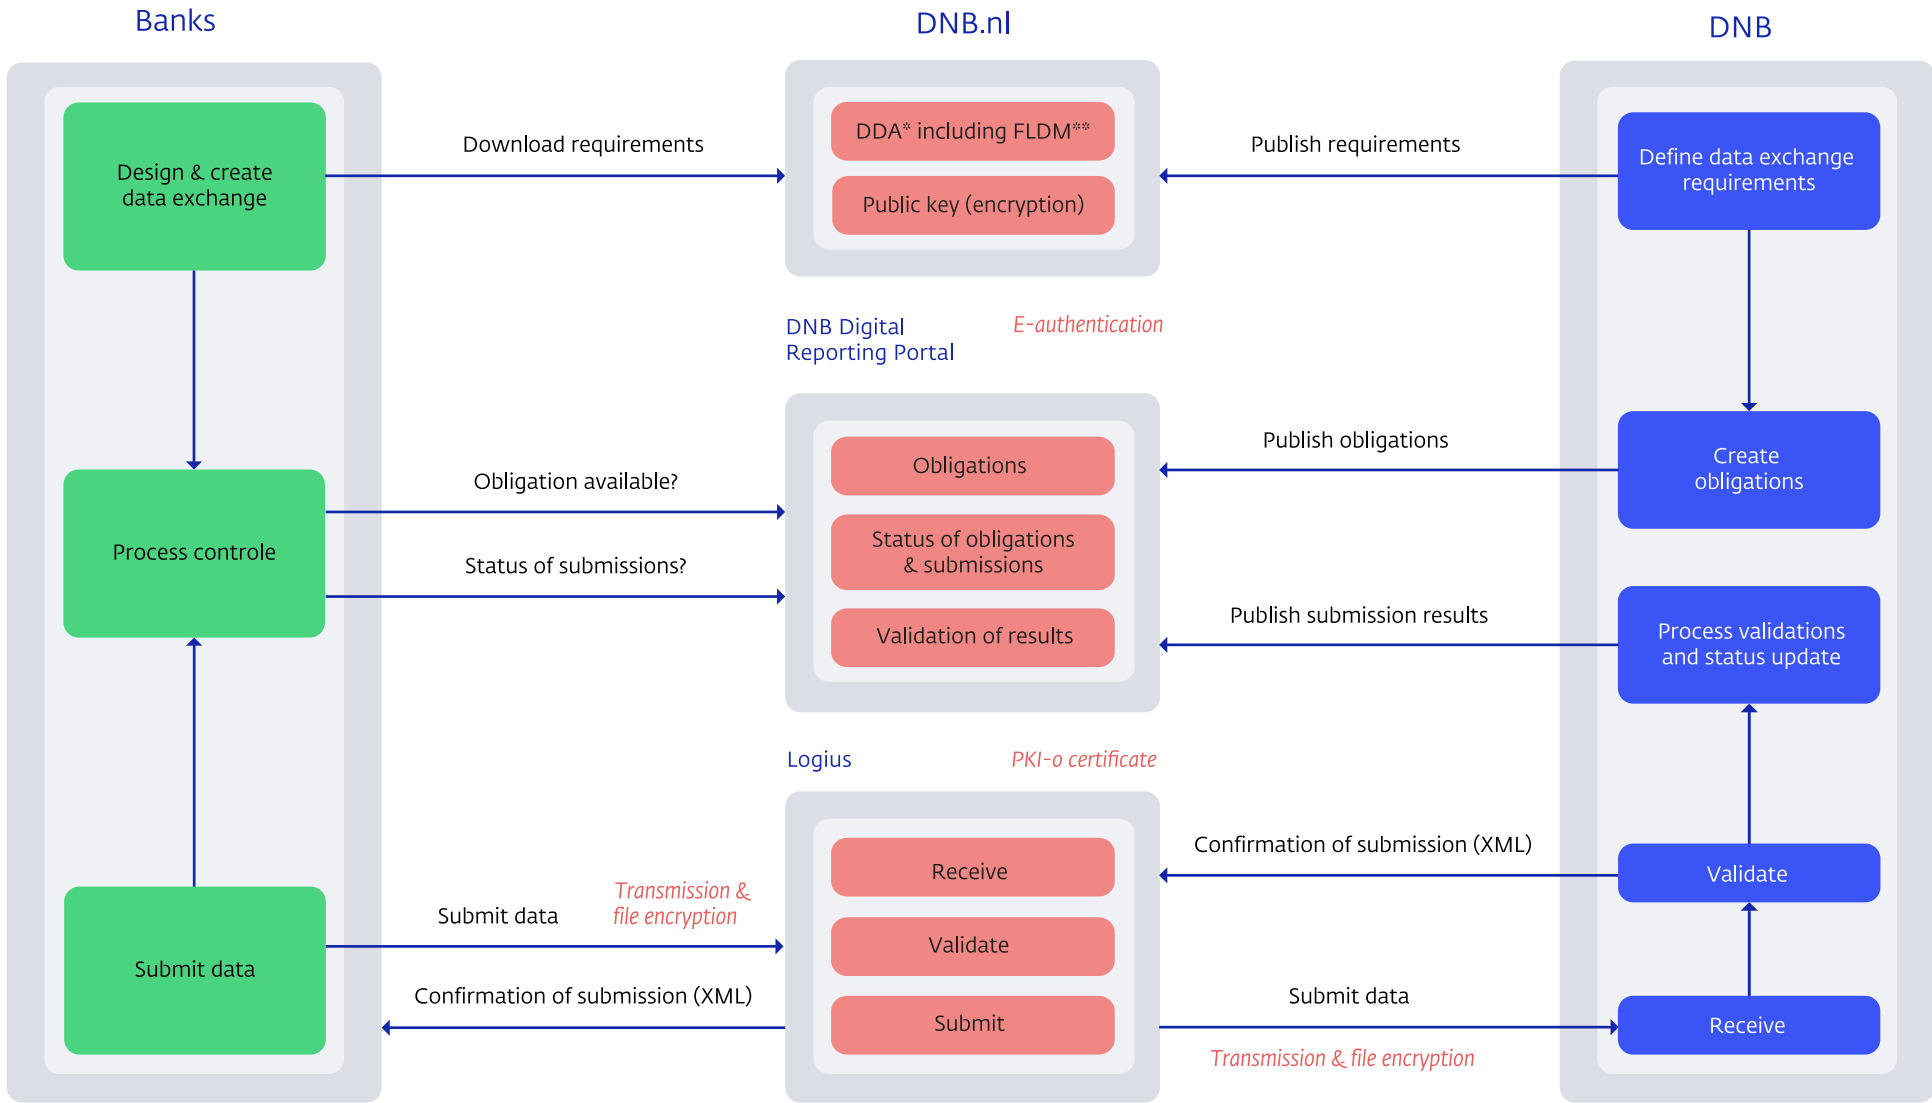 Banks
DNB.nl
DNB
Design & create
data exchange
Download requirements
DDA* including FLDM**
Public key (encryption)
Publish requirements
Define data exchange
requirements
DNB Digital
Reporting Portal
E-authentication
Process controle
Obligation available?
Status of submissions?
Obligations
Status of obligations
& submissions
Validation of results
Publish obligations
Create
obligations
Publish submission results
Process validations
and status update
Logius
PKI-o certificate
Submit data
Submit data
Transmission &
file encryption
Confirmation of submission (XML)
Receive
Validate
Submit
Confirmation of submission (XML)
Validate
Submit data
Transmission & file encryption
Receive